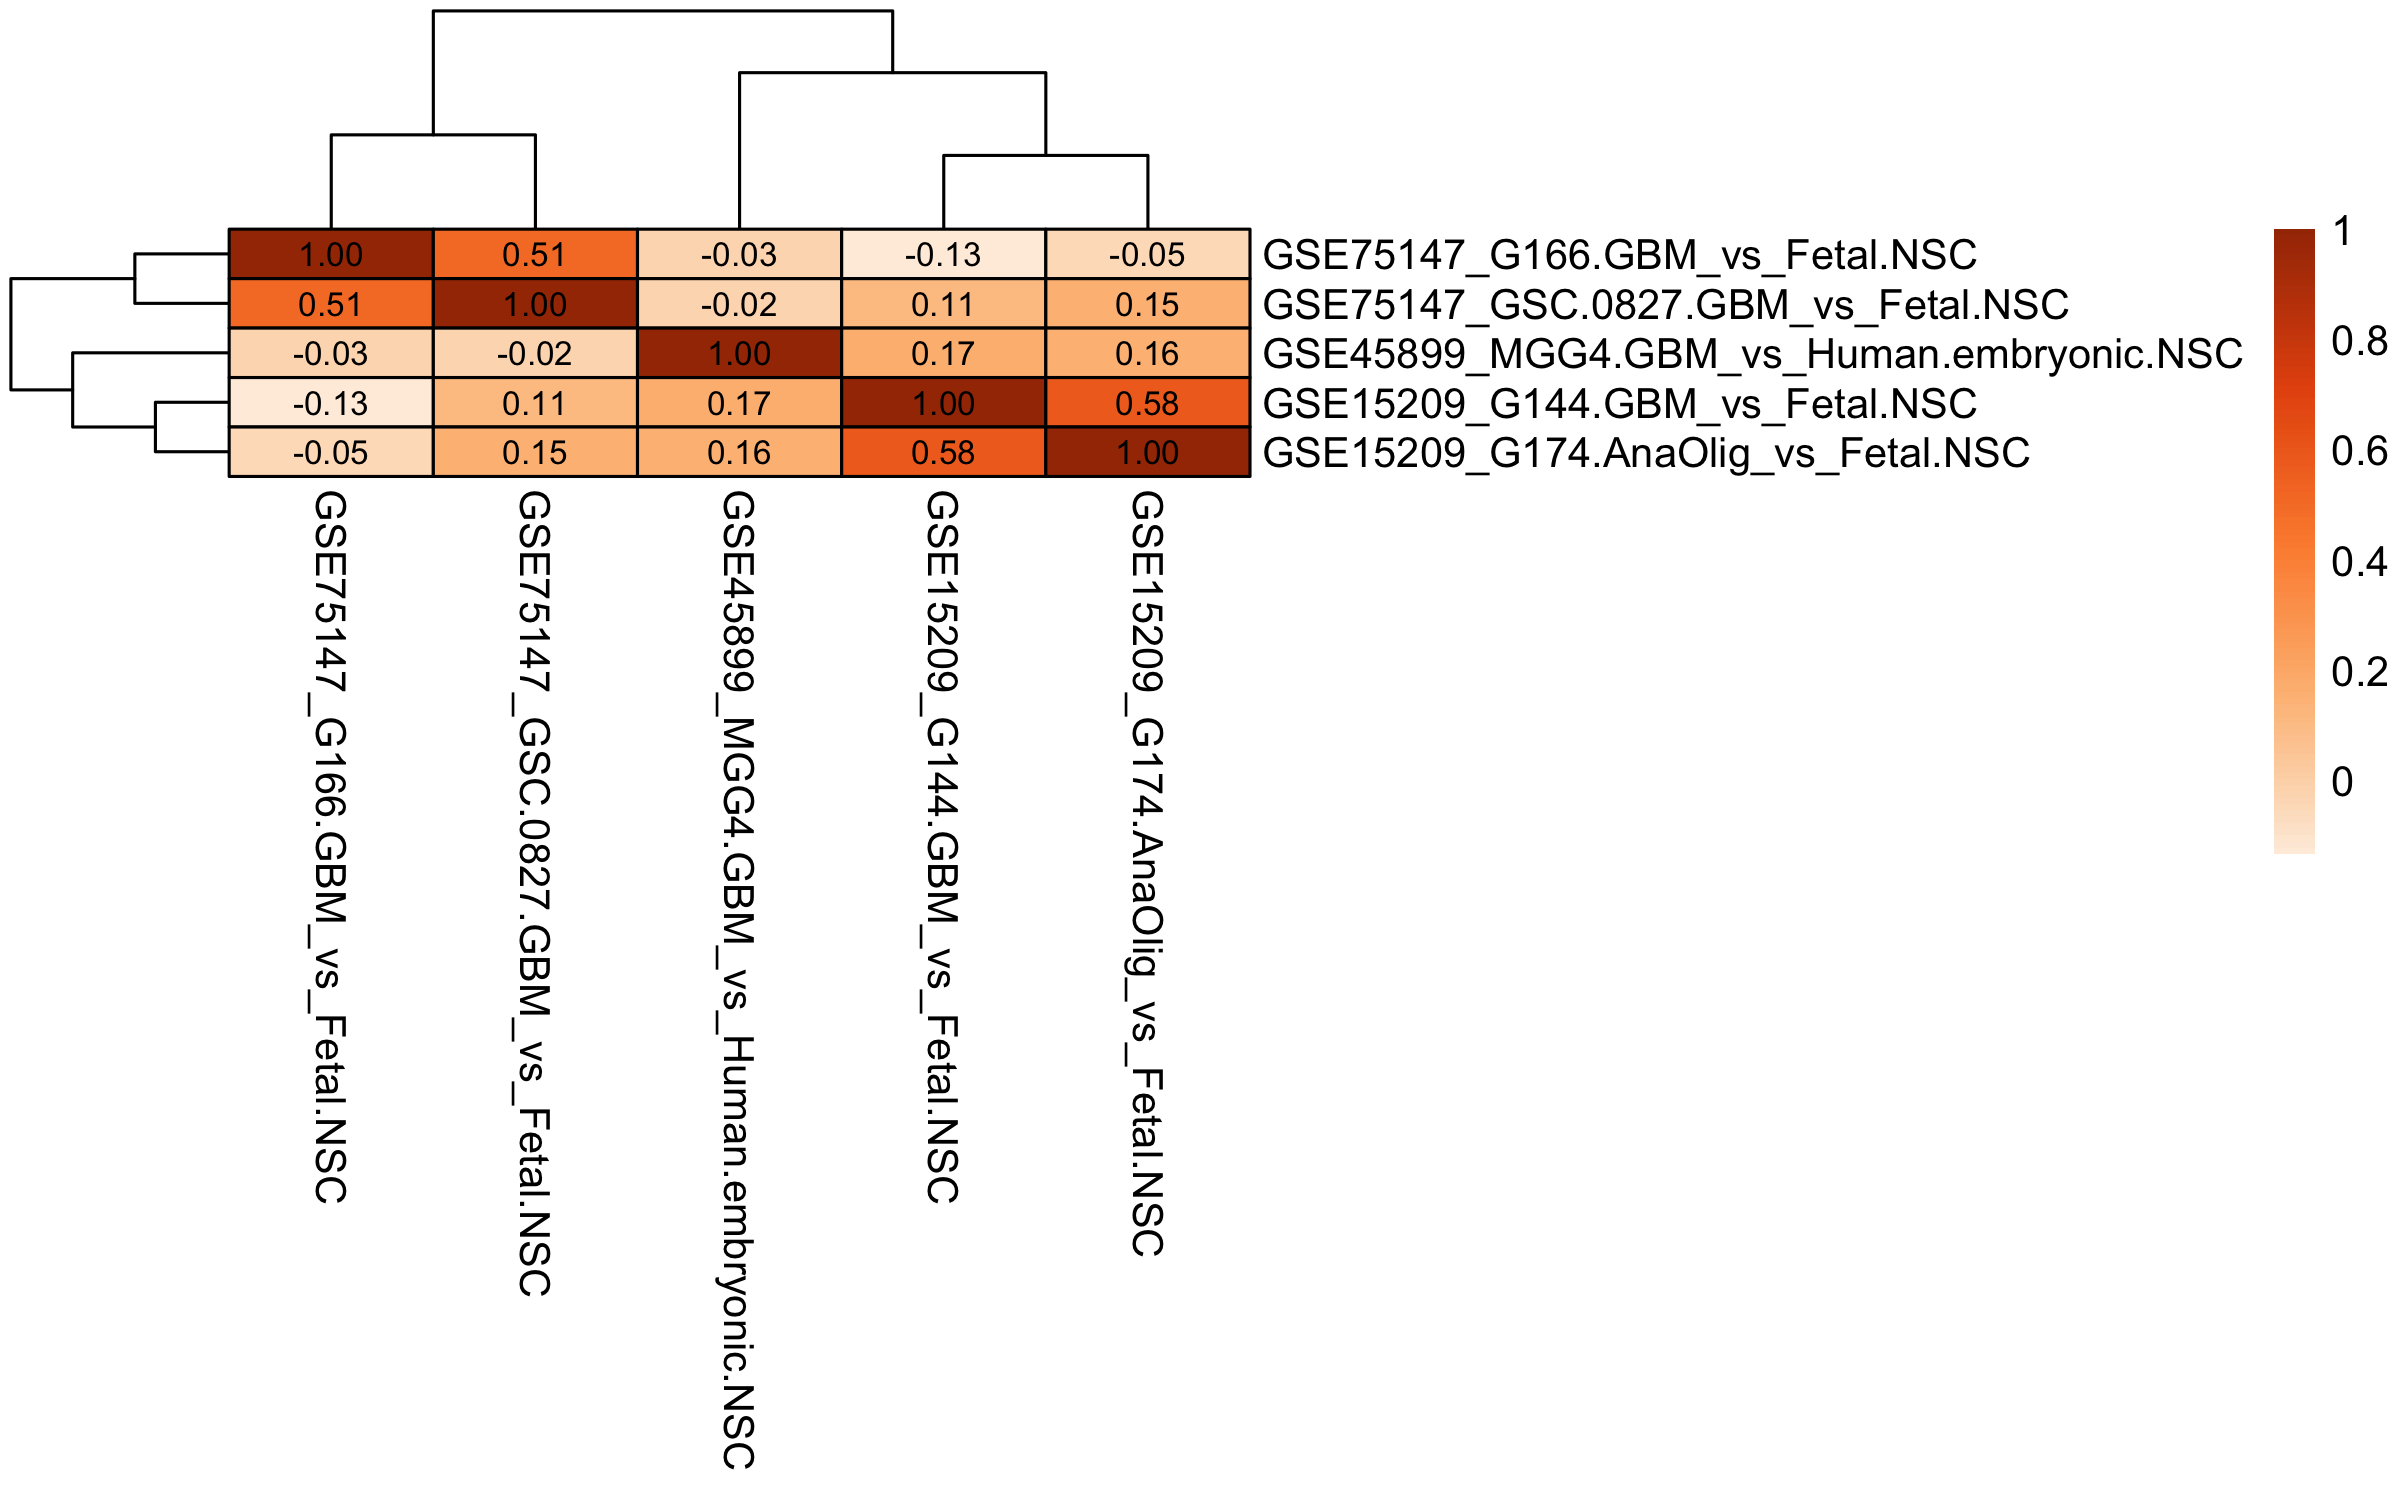 1.00 0.51 -0.03 -0.13 -0.05 GSE75147_G166.GBM_vs_Fetal.NSC
0.51 1.00 -0.02 0.11 0.15 GSE75147_GSC.0827.GBM_vs_Fetal.NSC
-0.03 -0.02 1.00 0.17 0.16 GSE45899_MGG4.GBM_vs_Human.embryonic.NSC
-0.13 0.11 0.17 1.00 0.58 GSE15209_G144.GBM_vs_Fetal.NSC
-0.05 0.15 0.16 0.58 1.00 GSE15209_G174.AnaOlig_vs_Fetal.NSC
GSE75147_G166.GBM_vs_Fetal.NSC
GSE75147_GSC.0827.GBM_vs_Fetal.NSC
GSE45899_MGG4.GBM_vs_Human.embryonic.NSC
GSE15209_G144.GBM_vs_Fetal.NSC
GSE15209_G174.AnaOlig_vs_Fetal.NSC
1
0.8
0.6
0.4
0.2
0